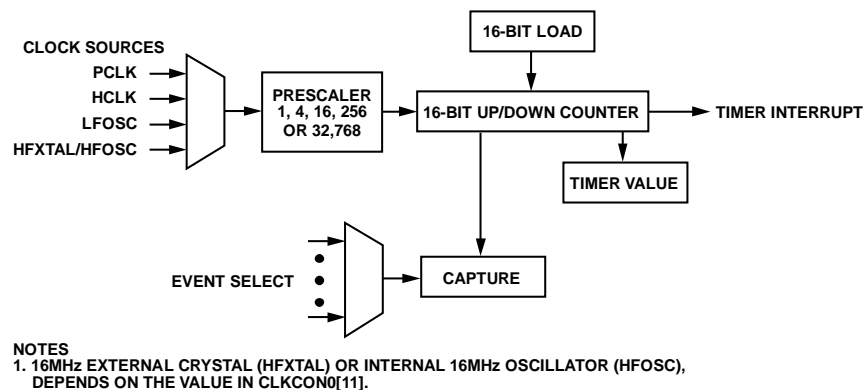 16-BIT LOAD
CLOCK SOURCES
PCLK
HCLK
LFOSC
HFXTAL/HFOSC
PRESCALER
1, 4, 16, 256
OR 32,768
16-BIT UP/DOWN COUNTER
TIMER INTERRUPT
TIMER VALUE
EVENT SELECT
CAPTURE
NOTES
1. 16MHz EXTERNAL CRYSTAL (HFXTAL) OR INTERNAL 16MHz OSCILLATOR (HFOSC),
DEPENDS ON THE VALUE IN CLKCON0[11].